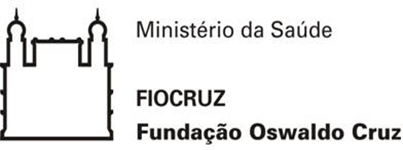 Ministério da Saúde
FIOCRUZ
Fundação Oswaldo Cruz